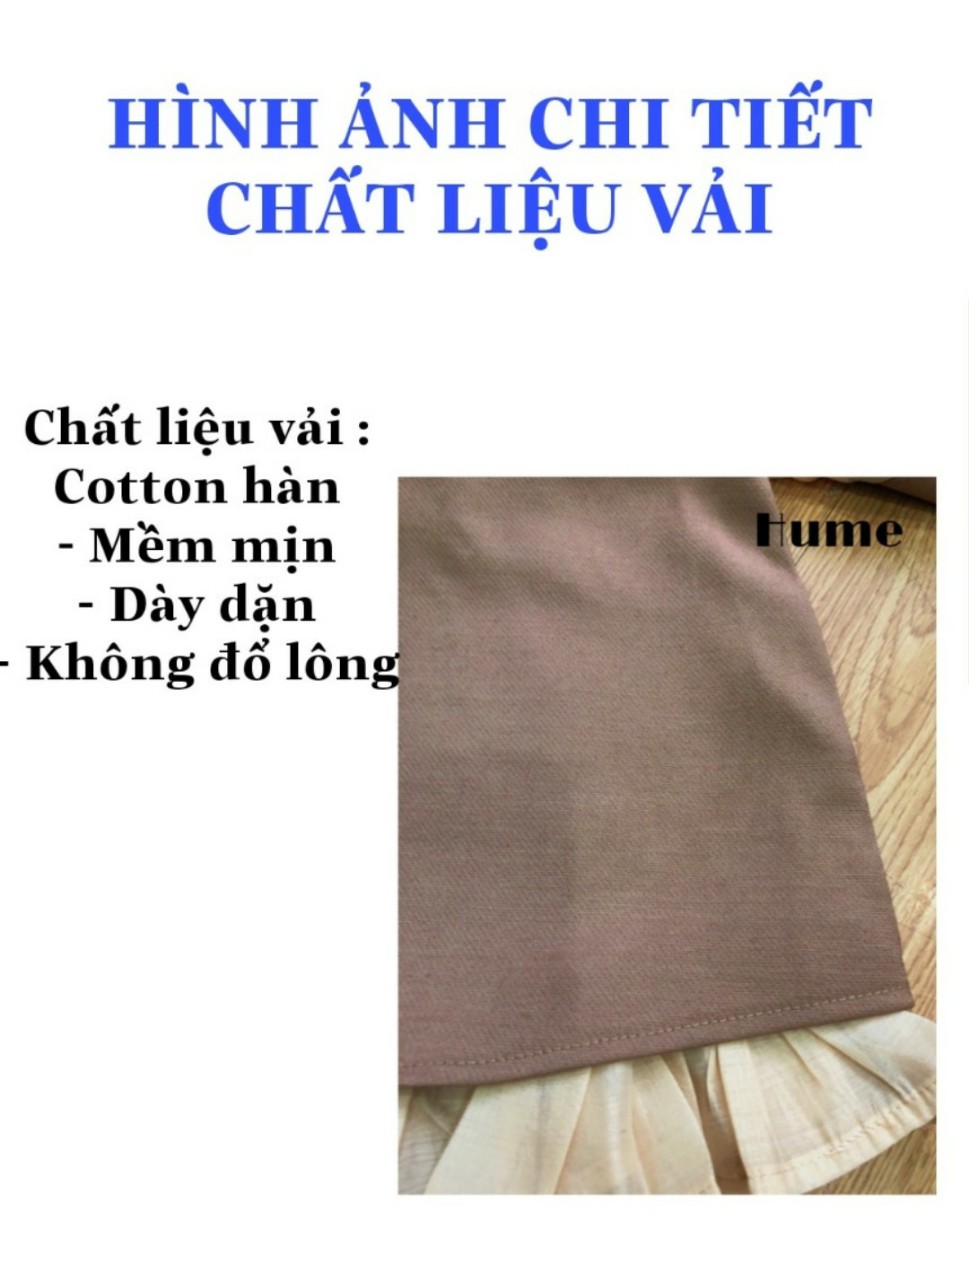 HÌNH ẢNH CHI TIẾT
CHẤT LIỆU VẢI
Chất liệu vải :
Cotton hàn
- Mềm mịn
- Dày dặn
- Không đổ lông
Hume